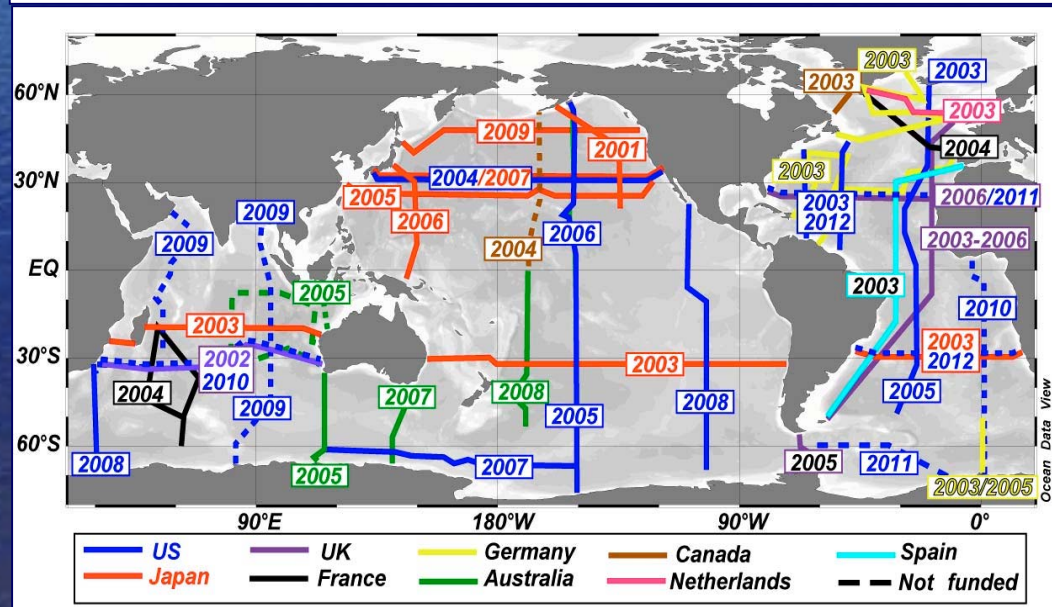 2003
2003
2003
60°N
2003
2009
2001
2004
2003
30°N
2004/2007
2005
2003
2012
2006/2011
2009
2006
2006
2009
2004
2003-2006
EQ
2005
2003
2010
2003
2003
2012
30°S
2002
2010
2003
2004
2007
2008
2005
2008
2005
2009
60°S
2008
2005
2007
2005
2011
2003/2005
Ocean Data View
90°E
180°W
90°W
0°
US
UK
Germany
Canada
Spain
Japan
France
Australia
Netherlands
Not funded